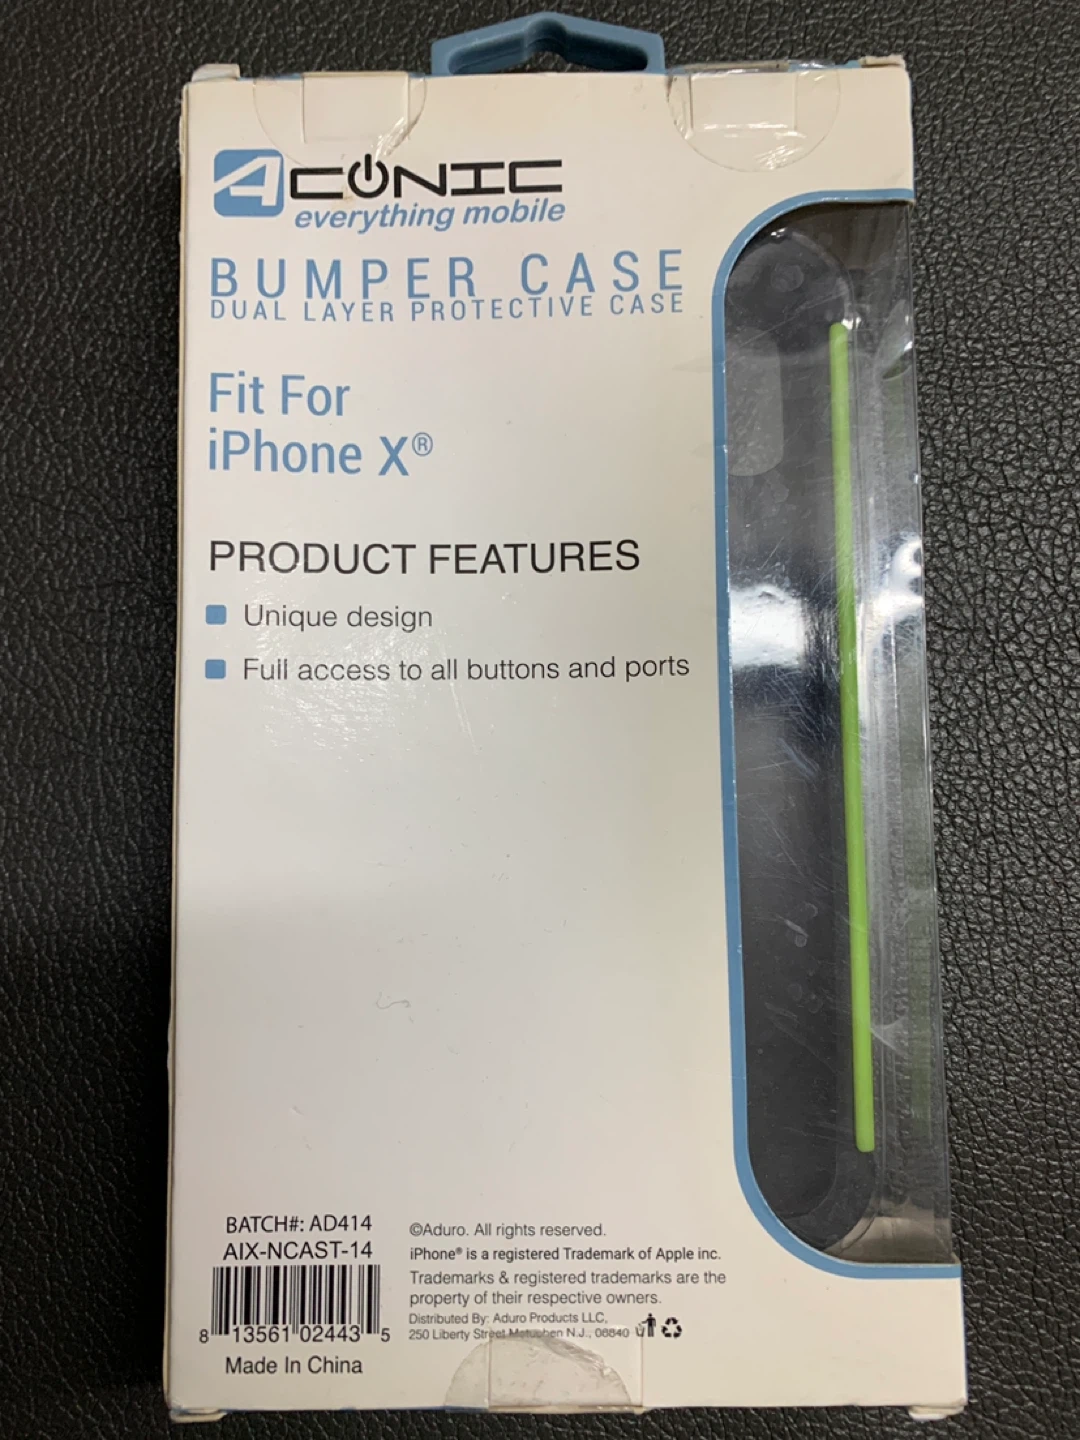 ACONIC
everything mobile
BUMPER CASE
DUAL LAYER PROTECTIVE CASE
Fit For
iPhone X®
PRODUCT FEATURES
Unique design
Full access to all buttons and ports
BATCH#: AD414
AIX-NCAST-14
8 13561 02443 5
Made In China
©Aduro. All rights reserved.
iPhone® is a registered Trademark of Apple inc.
Trademarks & registered trademarks are the
property of their respective owners.
Distributed By: Aduro Products LLC,
250 Liberty Street Metuchen N.J., 08840